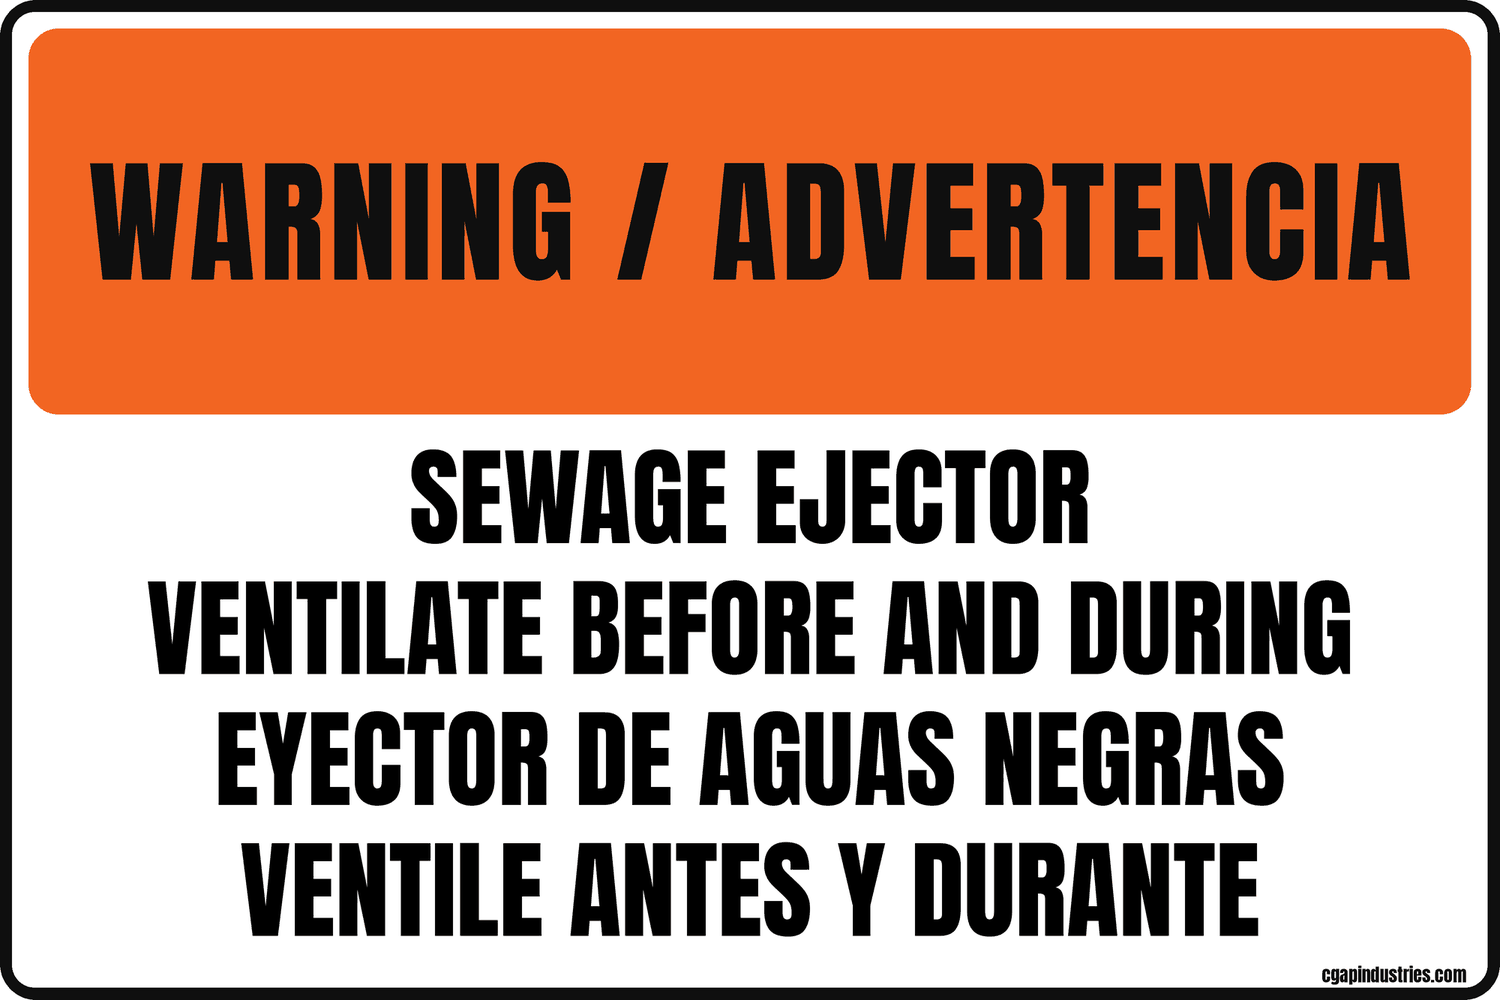 WARNING / ADVERTENCIA
SEWAGE EJECTOR
VENTILATE BEFORE AND DURING
EYECTOR DE AGUAS NEGRAS
VENTILE ANTES Y DURANTE
cgapindustries.com